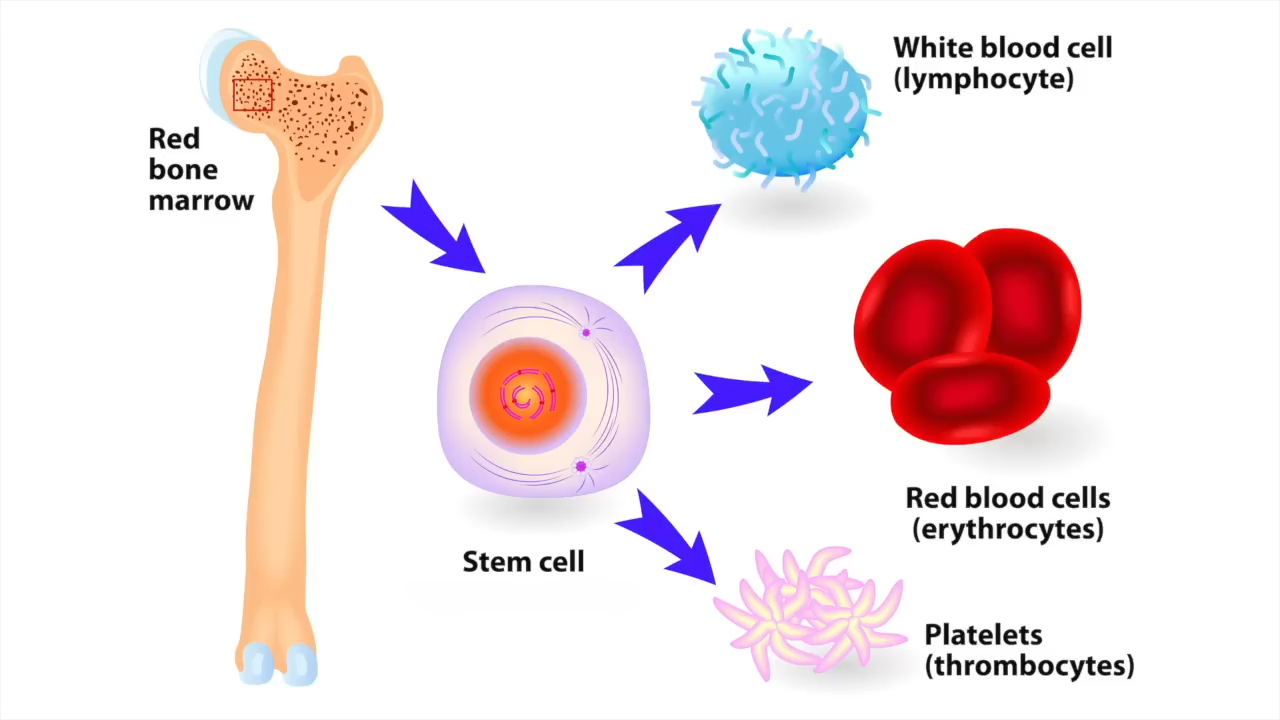 Red
bone
marrow
Stem cell
White blood cell
(lymphocyte)
Red blood cells
(erythrocytes)
Platelets
(thrombocytes)